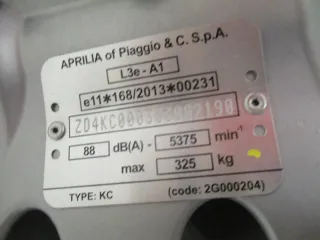 APRILIA of Piaggio & C. S.p.A.
L3e - A1
e11*168/2013*00231
88 dB(A) - 5375 min⁻¹
max 325 kg
TYPE: KC (code: 2G000204)